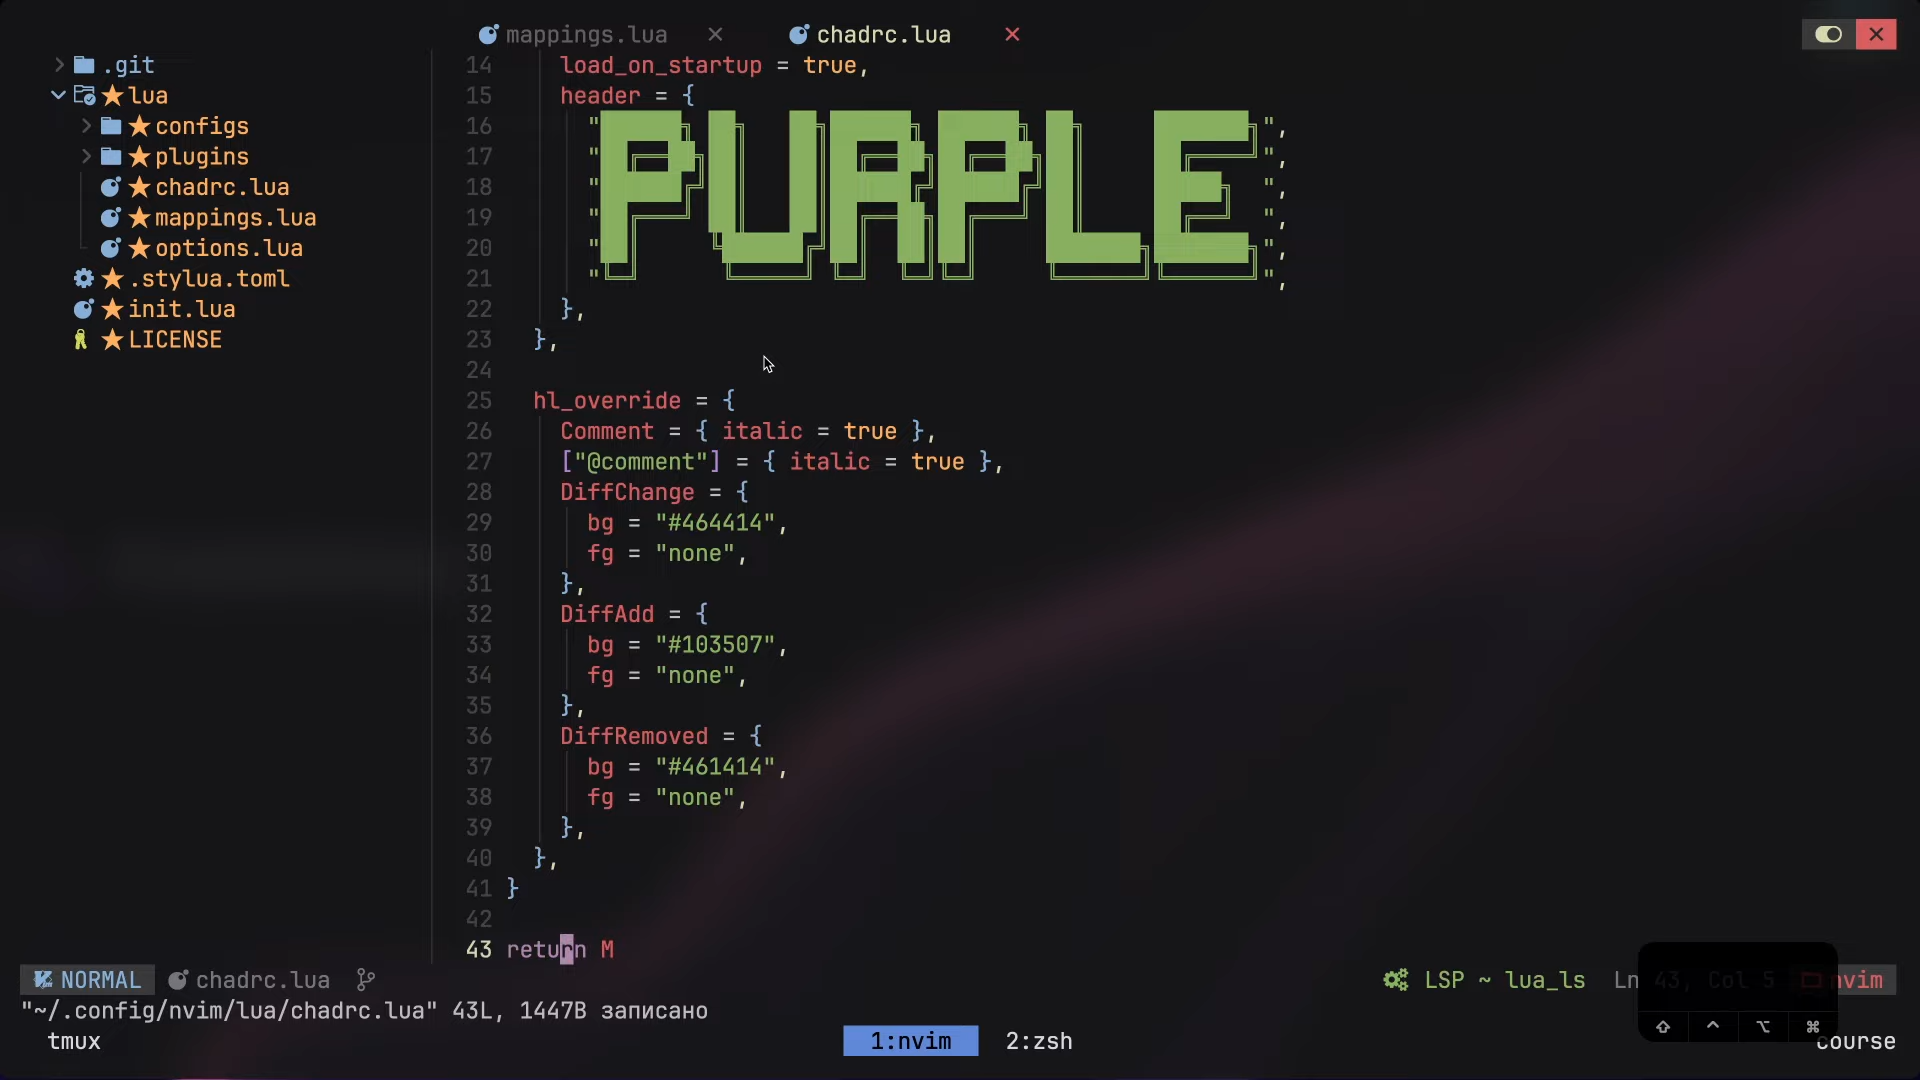 mappings.lua
chadrc.lua
.git
lua
configs
plugins
chadrc.lua
mappings.lua
options.lua
.stylua.toml
init.lua
LICENSE
14 load_on_startup = true,
15 header = {
16 " ",
17 " ",
18 " ",
19 " ",
20 " ",
21 " ",
PURPLE
22 },
23 },
24
25 hl_override = {
26 Comment = { italic = true },
27 ["@comment"] = { italic = true },
28 DiffChange = {
29 bg = "#464414",
30 fg = "none",
31 },
32 DiffAdd = {
33 bg = "#103507",
34 fg = "none",
35 },
36 DiffRemoved = {
37 bg = "#461414",
38 fg = "none",
39 },
40 },
41 }
42
43 return M
NORMAL chadrc.lua LSP ~ lua_ls Ln 43, Col 5 nvim
"~/.config/nvim/lua/chadrc.lua" 43L, 1447B записано
tmux 1:nvim 2:zsh course